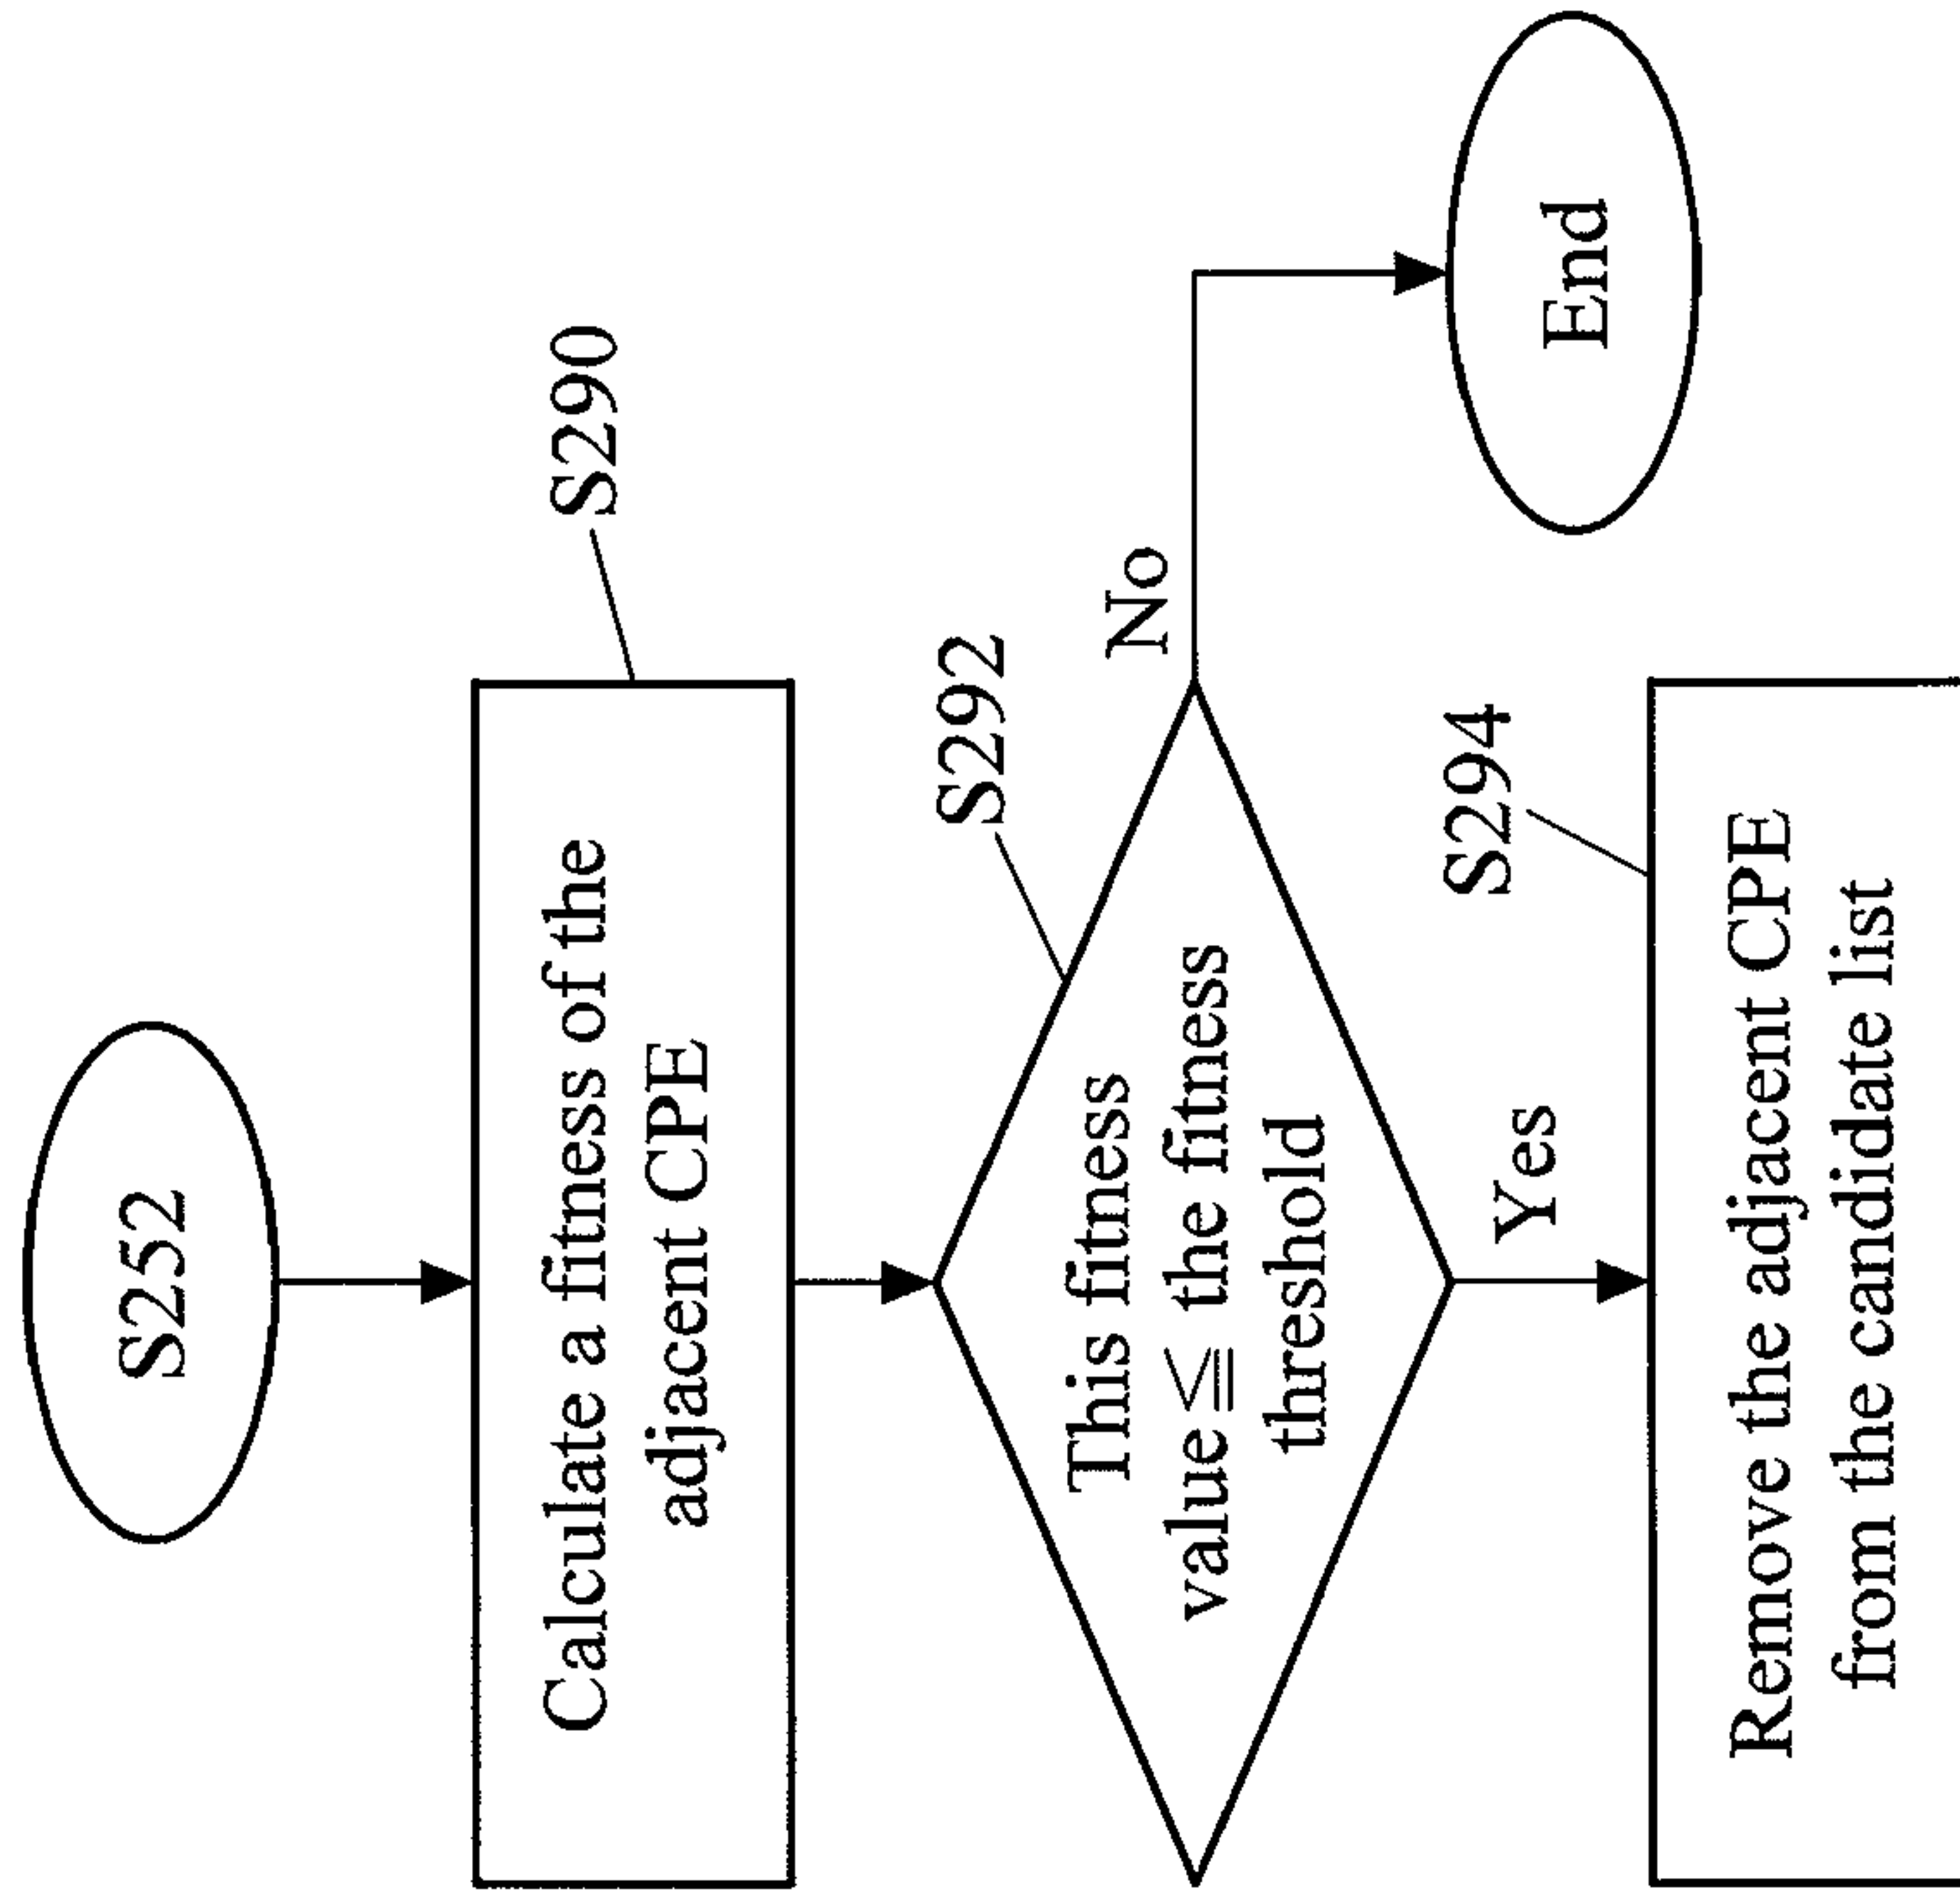 S252
Calculate a fitness of the
adjacent CPE
S290
This fitness
value ≦ the fitness
threshold
S292
No
End
Yes
S294
Remove the adjacent CPE
from the candidate list